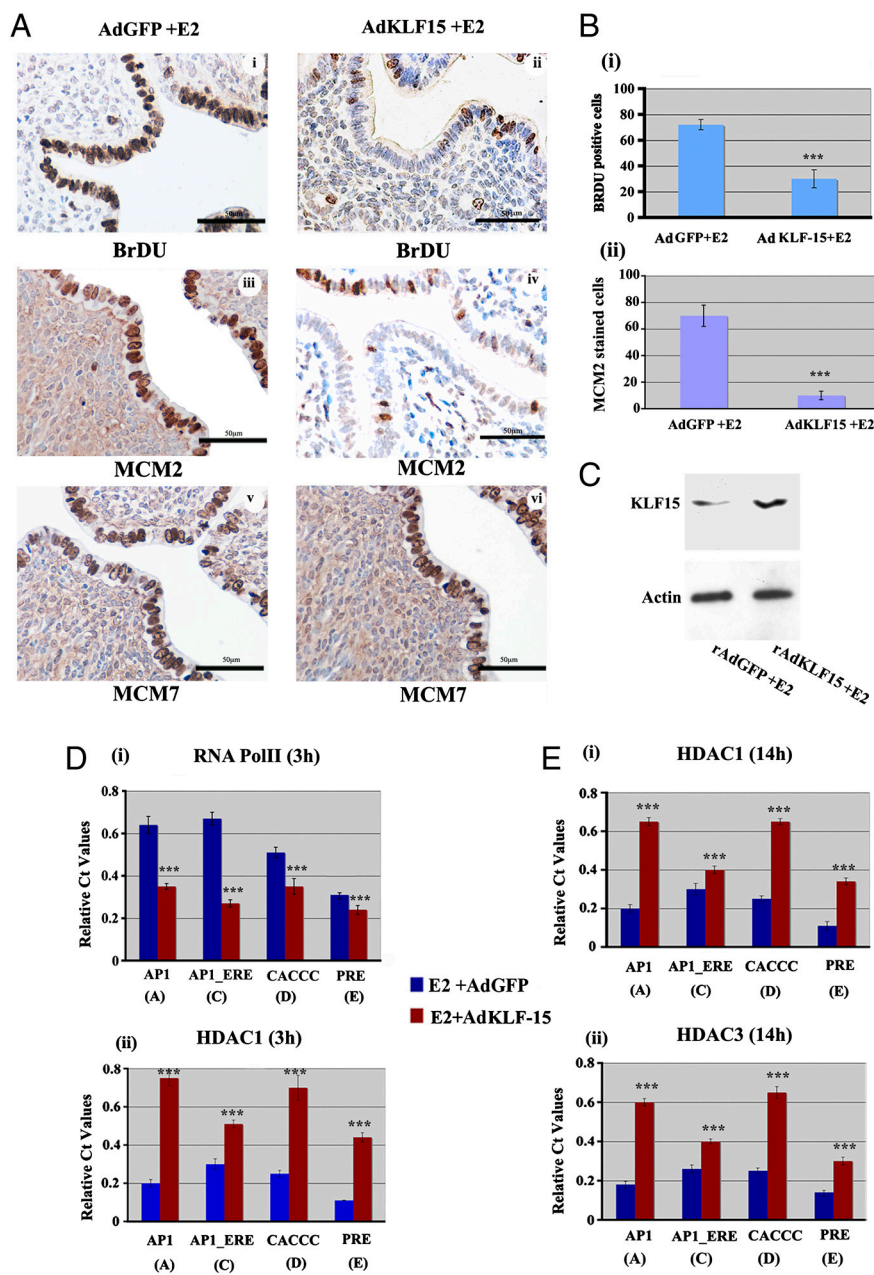 A
AdGFP +E2
AdKLF15 +E2
i
50μm
BrDU
ii
50μm
BrDU
iii
50μm
MCM2
iv
50μm
MCM2
v
50μm
MCM7
vi
50μm
MCM7
B
(i)
BRDU positive cells
100
80
60
40
20
0
***
AdGFP+E2
Ad KLF-15+E2
(ii)
MCM2 stained cells
100
80
60
40
20
0
***
AdGFP +E2
AdKLF15 +E2
C
KLF15
Actin
rAdGFP +E2
rAdKLF15 +E2
D
(i)
RNA PolII (3h)
Relative Ct Values
0.8
0.6
0.4
0.2
0
*** *** *** ***
AP1 AP1_ERE CACCC PRE
(A) (C) (D) (E)
E2 +AdGFP
E2+AdKLF-15
(ii)
HDAC1 (3h)
Relative Ct Values
0.8
0.6
0.4
0.2
0
*** *** *** ***
AP1 AP1_ERE CACCC PRE
(A) (C) (D) (E)
E
(i)
HDAC1 (14h)
Relative Ct Values
0.8
0.6
0.4
0.2
0
*** *** *** ***
AP1 AP1_ERE CACCC PRE
(A) (C) (D) (E)
(ii)
HDAC3 (14h)
Relative Ct Values
0.8
0.6
0.4
0.2
0
*** *** *** ***
AP1 AP1_ERE CACCC PRE
(A) (C) (D) (E)